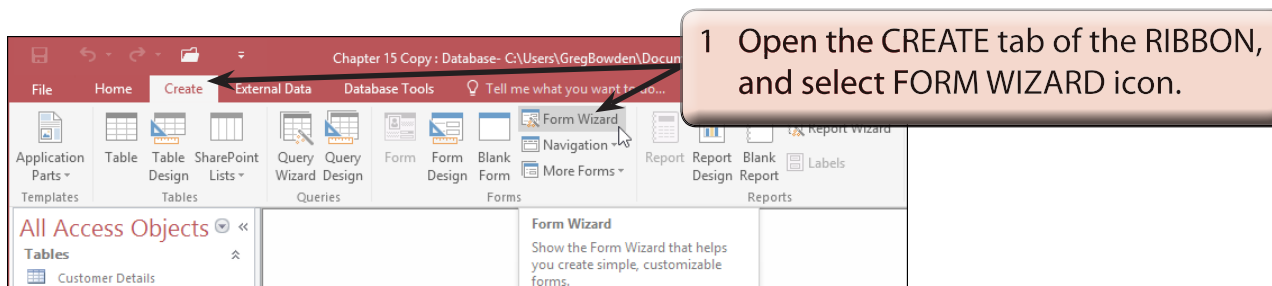 1 Open the CREATE tab of the RIBBON,
and select FORM WIZARD icon.
Chapter 15 Copy : Database- C:\Users\GregBowden\Docum
File Home Create External Data Database Tools Tell me what you want to do...
Application
Parts
Table
Table
Design
SharePoint
Lists
Query
Wizard
Query
Design
Form
Form
Design
Blank
Form
Form Wizard
Navigation
More Forms
Report
Report
Design
Blank
Report
Report Wizard
Labels
Templates Tables Queries Forms Reports
All Access Objects
Tables
Customer Details
Form Wizard
Show the Form Wizard that helps
you create simple, customizable
forms.